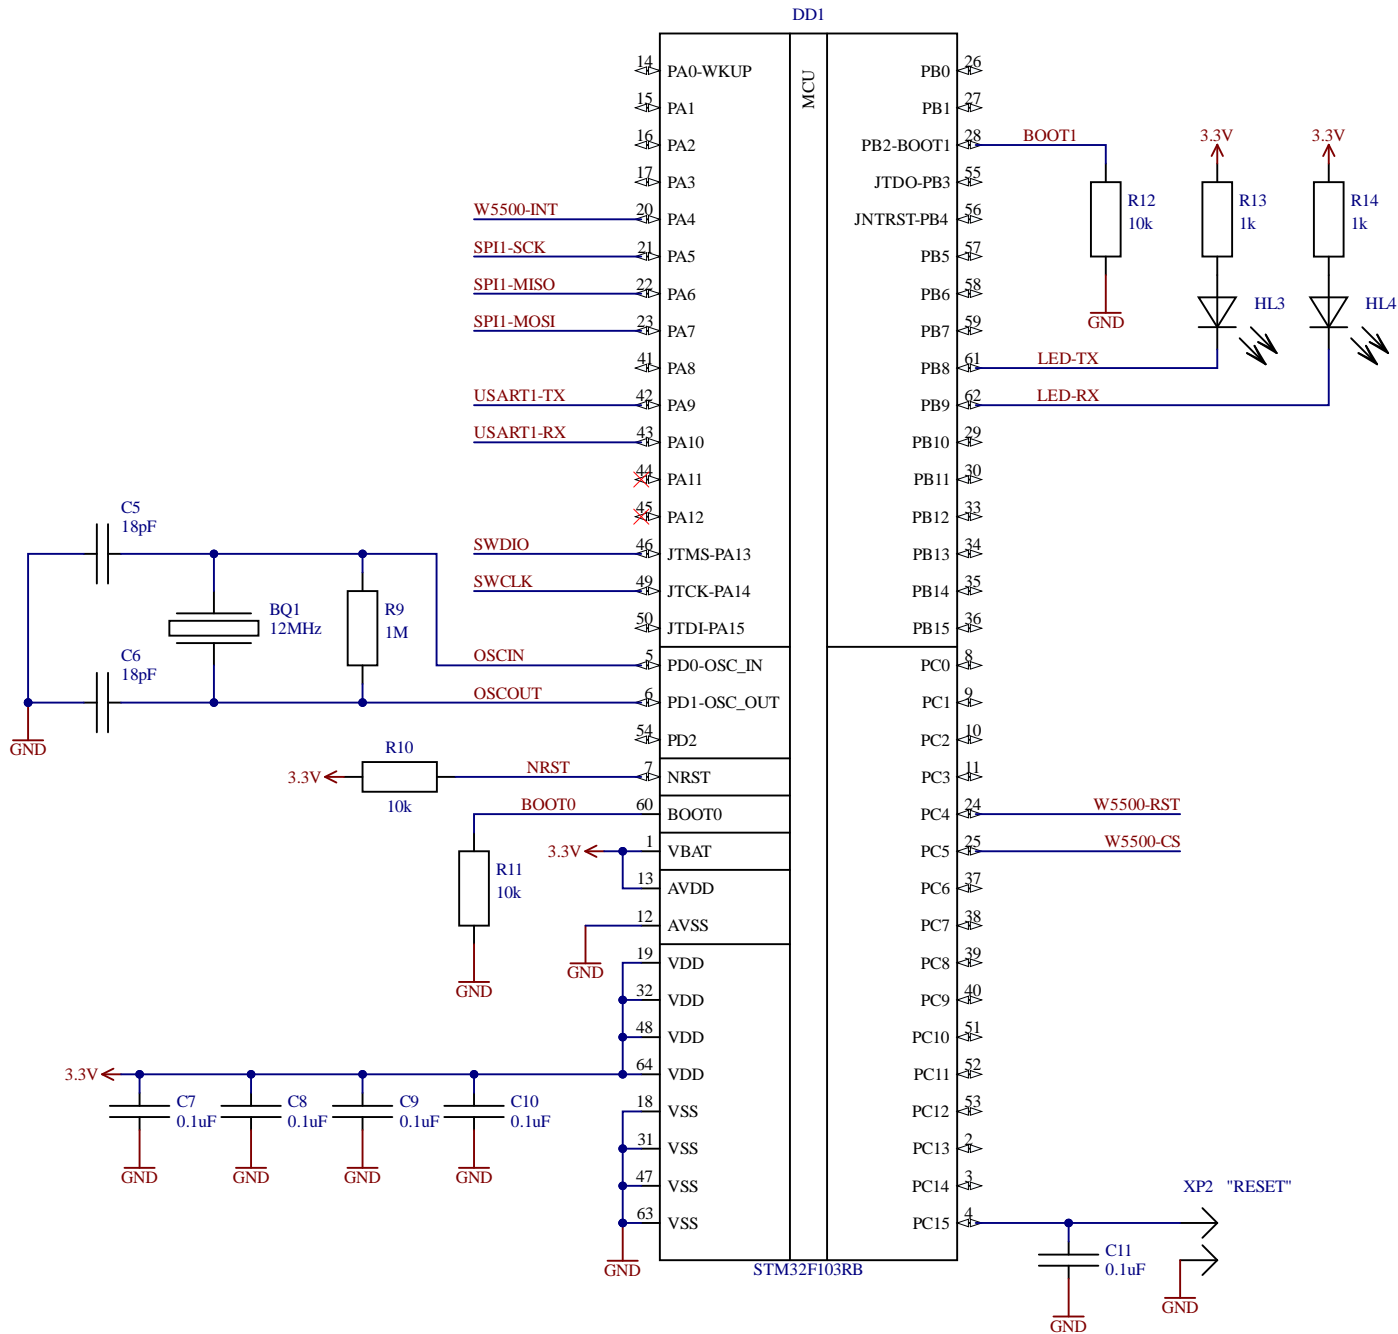 DD1
MCU
14 PA0-WKUP
15 PA1
16 PA2
17 PA3
W5500-INT 20 PA4
SPI1-SCK 21 PA5
SPI1-MISO 22 PA6
SPI1-MOSI 23 PA7
41 PA8
USART1-TX 42 PA9
USART1-RX 43 PA10
44 PA11
45 PA12
SWDIO 46 JTMS-PA13
SWCLK 49 JTCK-PA14
50 JTDI-PA15
OSCIN 5 PD0-OSC_IN
OSCOUT 6 PD1-OSC_OUT
54 PD2
NRST 7 NRST
BOOT0 60 BOOT0
3.3V 1 VBAT
13 AVDD
12 AVSS
GND
19 VDD
32 VDD
48 VDD
64 VDD
18 VSS
31 VSS
47 VSS
63 VSS
GND
PB0 26
PB1 27
PB2-BOOT1 28 BOOT1
JTDO-PB3 55
JNTRST-PB4 56
PB5 57
PB6 58
PB7 59
PB8 61 LED-TX
PB9 62 LED-RX
PB10 29
PB11 30
PB12 33
PB13 34
PB14 35
PB15 36
PC0 8
PC1 9
PC2 10
PC3 11
PC4 24 W5500-RST
PC5 25 W5500-CS
PC6 37
PC7 38
PC8 39
PC9 40
PC10 51
PC11 52
PC12 53
PC13 2
PC14 3
PC15 4
STM32F103RB
R12
10k
GND
3.3V
R13
1k
HL3
3.3V
R14
1k
HL4
C5
18pF
BQ1
12MHz
R9
1M
C6
18pF
GND
R10
3.3V
10k
R11
10k
GND
3.3V
C7
0.1uF
GND
C8
0.1uF
GND
C9
0.1uF
GND
C10
0.1uF
GND
XP2 "RESET"
C11
0.1uF
GND
GND